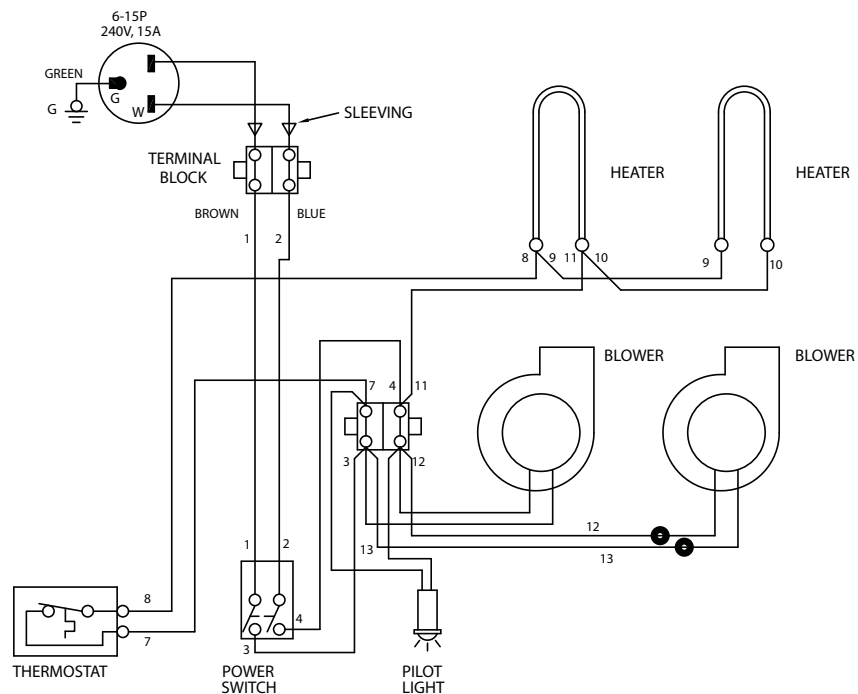 6-15P
240V, 15A
GREEN
G
G
W
SLEEVING
TERMINAL
BLOCK
HEATER
HEATER
BROWN
BLUE
1
2
8
9
11
10
9
10
BLOWER
BLOWER
7
4
11
3
12
12
13
13
1
2
4
3
8
7
THERMOSTAT
POWER
SWITCH
PILOT
LIGHT